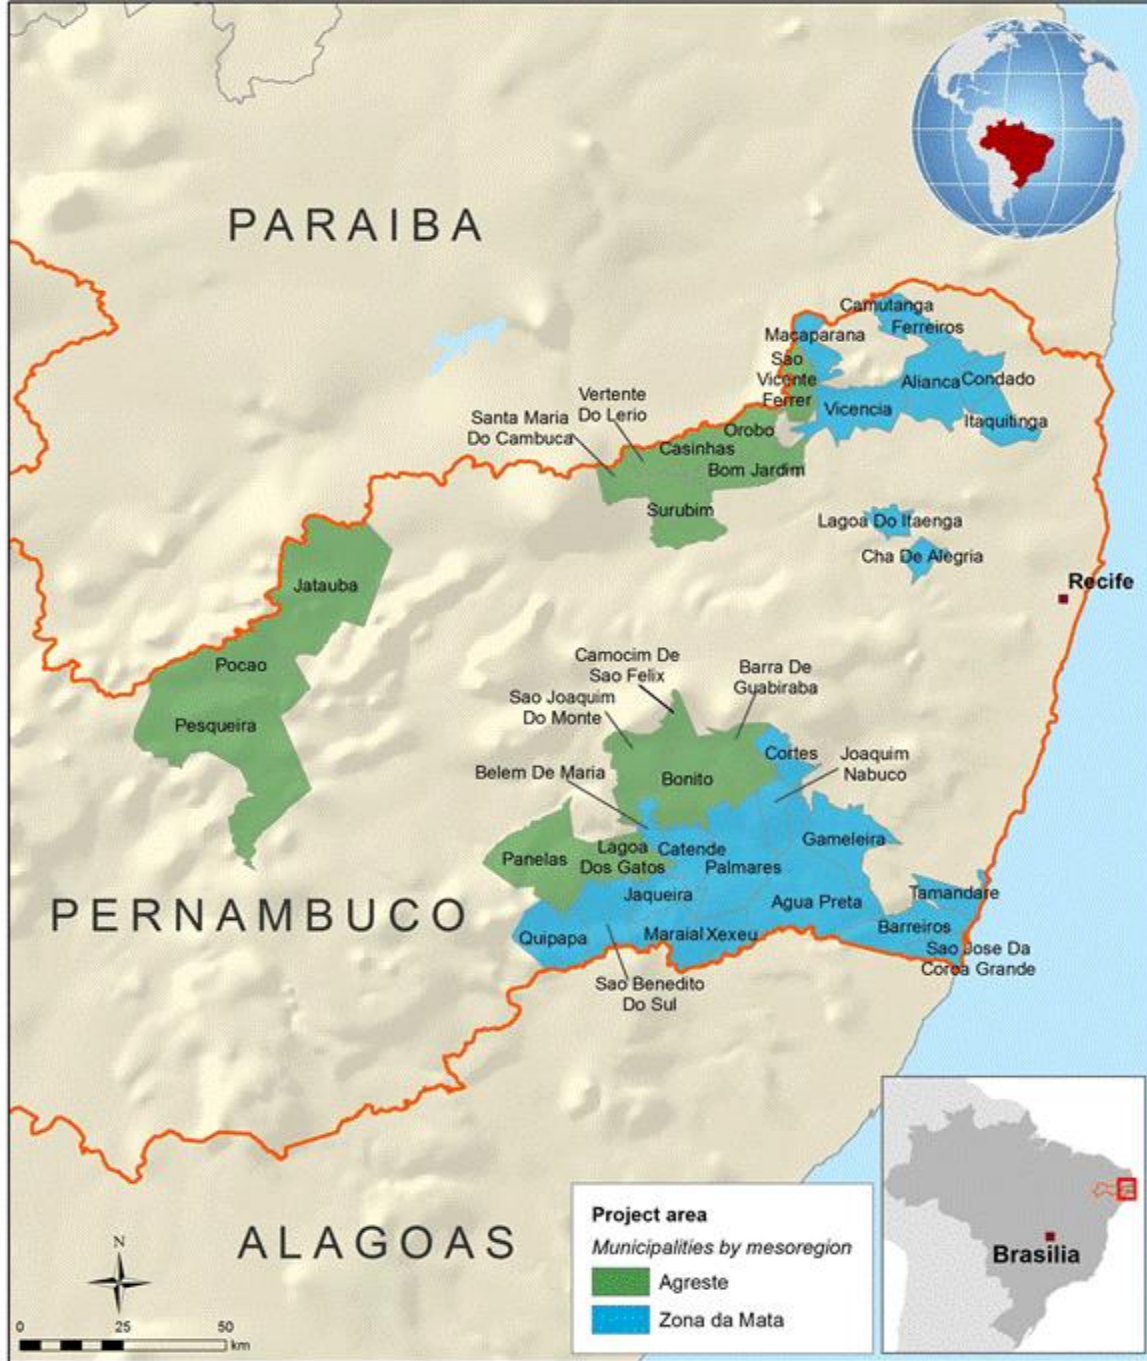 PARAIBA
Camutanga
Ferreiros
Macaparana
Sao
Vicente
Ferrer
Alianca
Condado
Vicencia
Itaquitinga
Vertente
Do Lerio
Santa Maria
Do Cambuca
Orobo
Casinhas
Bom Jardim
Surubim
Lagoa Do Itaenga
Cha De Alegria
Recife
Jatauba
Pocao
Pesqueira
Camocim De
Sao Felix
Barra De
Guabiraba
Sao Joaquim
Do Monte
Cortes
Joaquim
Nabuco
Belem De Maria
Bonito
Gameleira
Panelas
Lagoa
Dos Gatos
Catende
Palmares
Jaqueira
Agua Preta
Tamandare
PERNAMBUCO
Quipapa
Maraial
Xexeu
Barreiros
Sao Jose Da
Coroa Grande
Sao Benedito
Do Sul
ALAGOAS
N
0 25 50
km
Project area
Municipalities by mesoregion
Agreste
Zona da Mata
Brasilia